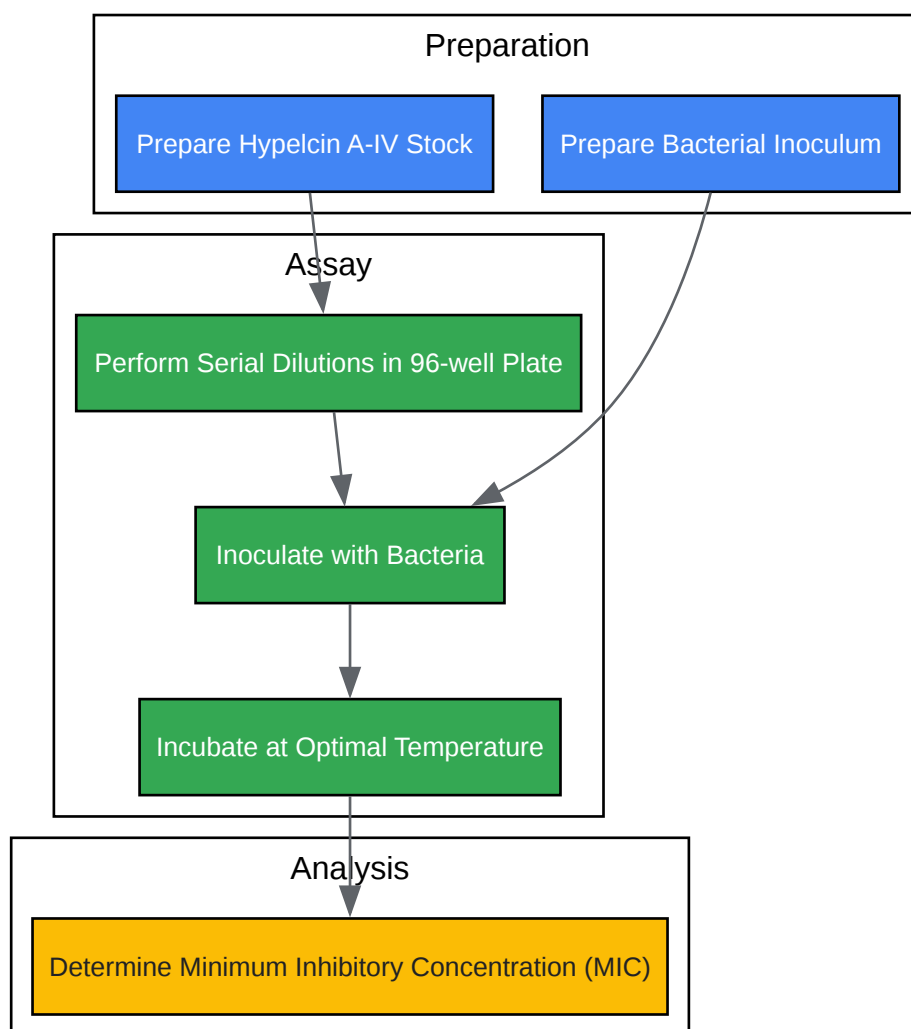 Preparation
Prepare Hypelcin A-IV Stock
Prepare Bacterial Inoculum
Assay
Perform Serial Dilutions in 96-well Plate
Inoculate with Bacteria
Incubate at Optimal Temperature
Analysis
Determine Minimum Inhibitory Concentration (MIC)